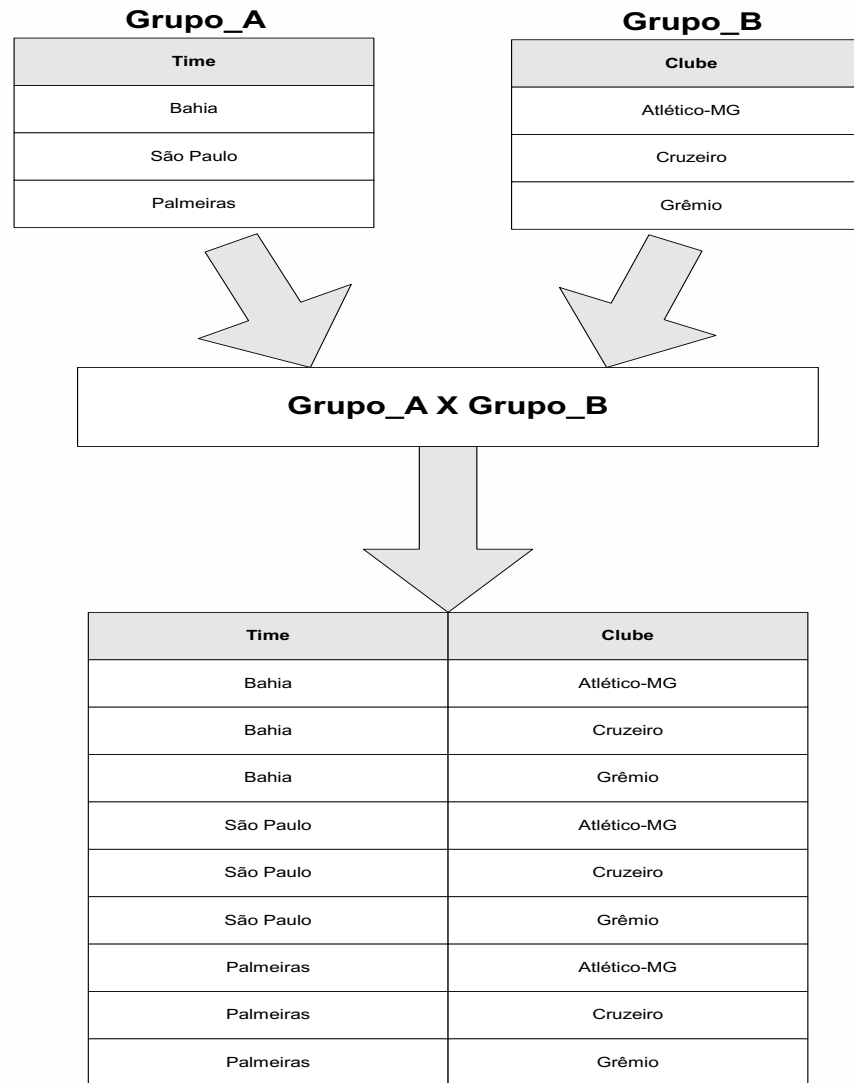 Grupo_A
Time
Bahia
São Paulo
Palmeiras
Grupo_B
Clube
Atlético-MG
Cruzeiro
Grêmio
Grupo_A X Grupo_B
Time Clube
Bahia Atlético-MG
Bahia Cruzeiro
Bahia Grêmio
São Paulo Atlético-MG
São Paulo Cruzeiro
São Paulo Grêmio
Palmeiras Atlético-MG
Palmeiras Cruzeiro
Palmeiras Grêmio